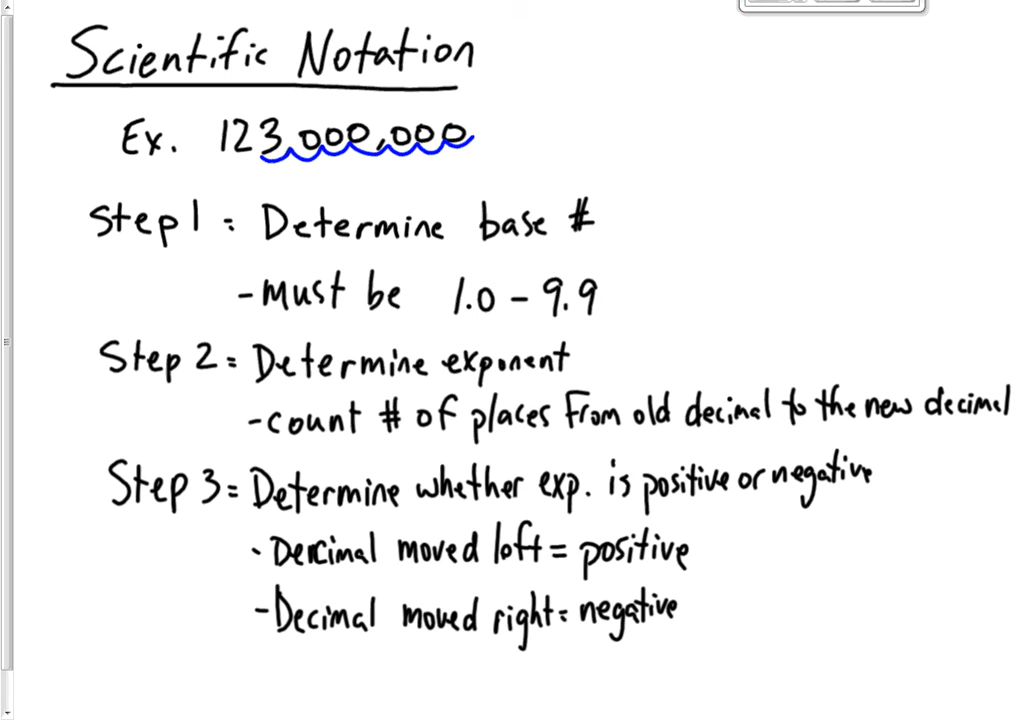 Scientific Notation
Ex. 123,000,000
Step 1 = Determine base #
- must be 1.0 - 9.9
Step 2 = Determine exponent
- count # of places from old decimal to the new decimal
Step 3 = Determine whether exp. is positive or negative
- Dercimal moved loft = positive
- Decimal moved right = negative